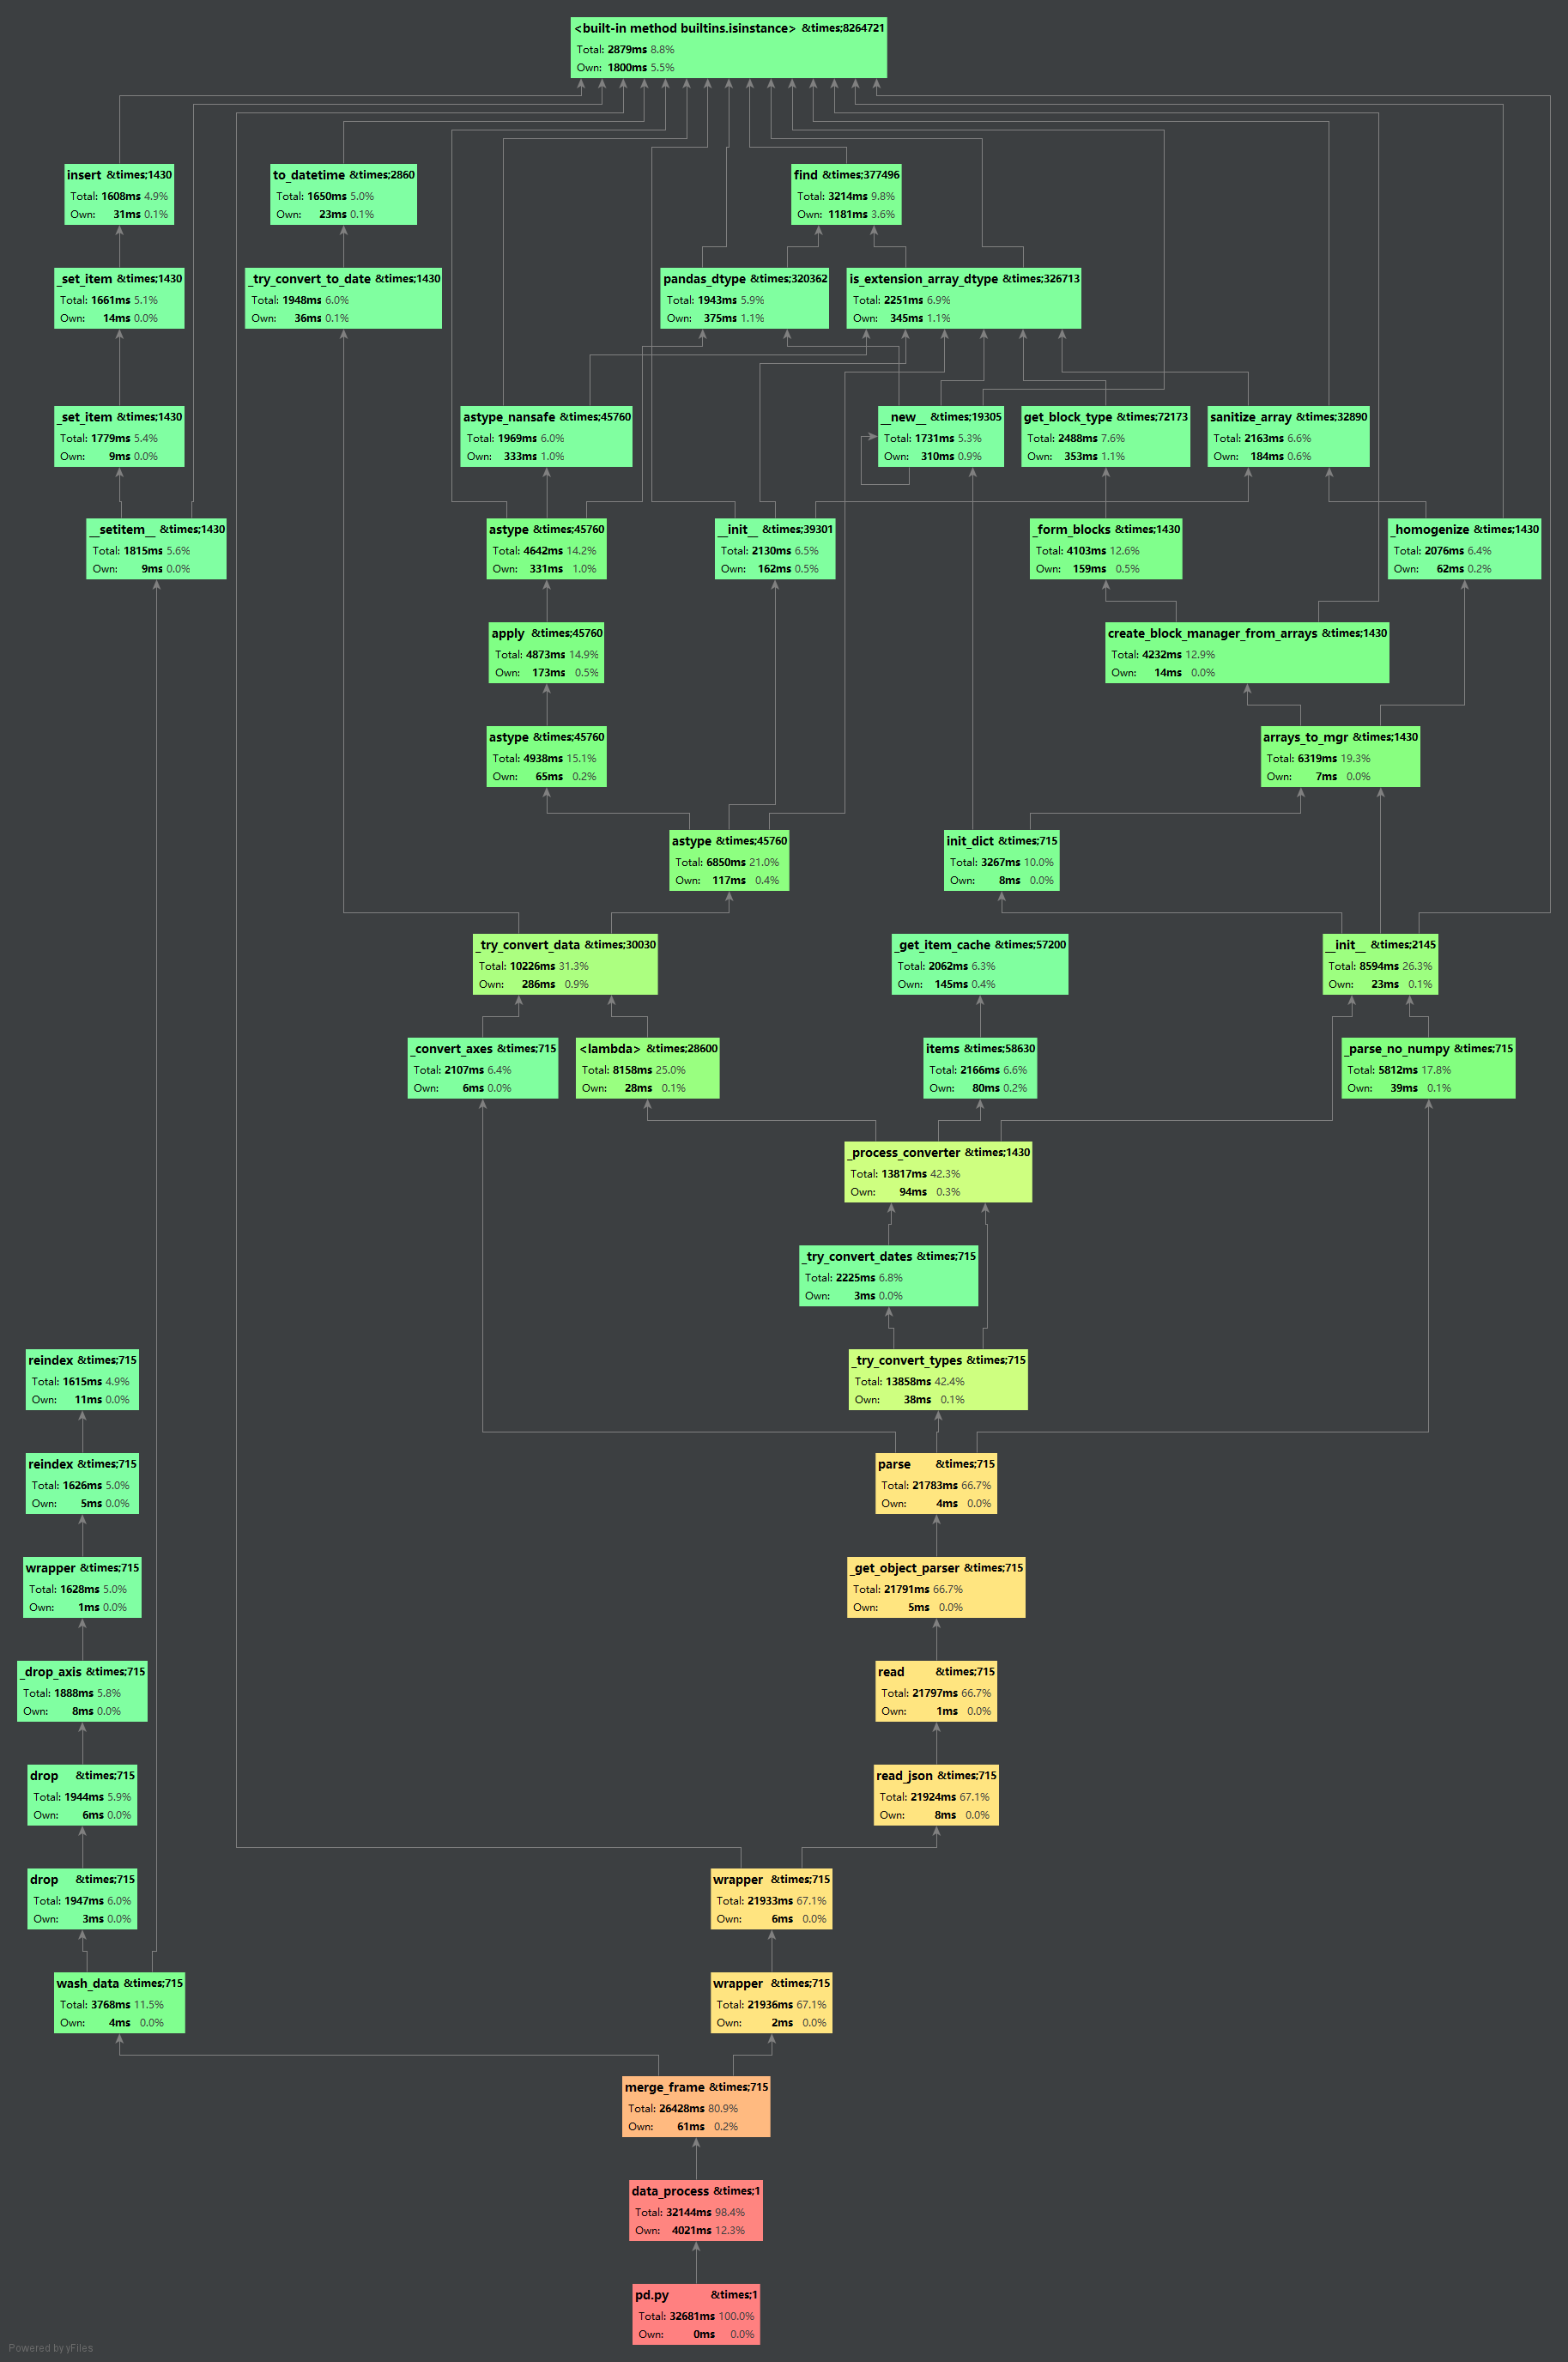 <built-in method builtins.isinstance> &times;8264721
Total: 2879ms 8.8%
Own: 1800ms 5.5%
insert &times;1430
Total: 1608ms 4.9%
Own: 31ms 0.1%
to_datetime &times;2860
Total: 1650ms 5.0%
Own: 23ms 0.1%
find &times;377496
Total: 3214ms 9.8%
Own: 1181ms 3.6%
_set_item &times;1430
Total: 1661ms 5.1%
Own: 14ms 0.0%
_try_convert_to_date &times;1430
Total: 1948ms 6.0%
Own: 36ms 0.1%
pandas_dtype &times;320362
Total: 1943ms 5.9%
Own: 375ms 1.1%
is_extension_array_dtype &times;326713
Total: 2251ms 6.9%
Own: 345ms 1.1%
_set_item &times;1430
Total: 1779ms 5.4%
Own: 9ms 0.0%
astype_nansafe &times;45760
Total: 1969ms 6.0%
Own: 333ms 1.0%
__new__ &times;19305
Total: 1731ms 5.3%
Own: 310ms 0.9%
get_block_type &times;72173
Total: 2488ms 7.6%
Own: 353ms 1.1%
sanitize_array &times;32890
Total: 2163ms 6.6%
Own: 184ms 0.6%
__setitem__ &times;1430
Total: 1815ms 5.6%
Own: 9ms 0.0%
astype &times;45760
Total: 4642ms 14.2%
Own: 331ms 1.0%
__init__ &times;39301
Total: 2130ms 6.5%
Own: 162ms 0.5%
_form_blocks &times;1430
Total: 4103ms 12.6%
Own: 159ms 0.5%
_homogenize &times;1430
Total: 2076ms 6.4%
Own: 62ms 0.2%
apply &times;45760
Total: 4873ms 14.9%
Own: 173ms 0.5%
create_block_manager_from_arrays &times;1430
Total: 4232ms 12.9%
Own: 14ms 0.0%
astype &times;45760
Total: 4938ms 15.1%
Own: 65ms 0.2%
arrays_to_mgr &times;1430
Total: 6319ms 19.3%
Own: 7ms 0.0%
astype &times;45760
Total: 6850ms 21.0%
Own: 117ms 0.4%
init_dict &times;715
Total: 3267ms 10.0%
Own: 8ms 0.0%
_try_convert_data &times;30030
Total: 10226ms 31.3%
Own: 286ms 0.9%
_get_item_cache &times;57200
Total: 2062ms 6.3%
Own: 145ms 0.4%
__init__ &times;2145
Total: 8594ms 26.3%
Own: 23ms 0.1%
_convert_axes &times;715
Total: 2107ms 6.4%
Own: 6ms 0.0%
<lambda> &times;28600
Total: 8158ms 25.0%
Own: 28ms 0.1%
items &times;58630
Total: 2166ms 6.6%
Own: 80ms 0.2%
_parse_no_numpy &times;715
Total: 5812ms 17.8%
Own: 39ms 0.1%
_process_converter &times;1430
Total: 13817ms 42.3%
Own: 94ms 0.3%
_try_convert_dates &times;715
Total: 2225ms 6.8%
Own: 3ms 0.0%
reindex &times;715
Total: 1615ms 4.9%
Own: 11ms 0.0%
_try_convert_types &times;715
Total: 13858ms 42.4%
Own: 38ms 0.1%
reindex &times;715
Total: 1626ms 5.0%
Own: 5ms 0.0%
parse &times;715
Total: 21783ms 66.7%
Own: 4ms 0.0%
wrapper &times;715
Total: 1628ms 5.0%
Own: 1ms 0.0%
_get_object_parser &times;715
Total: 21791ms 66.7%
Own: 5ms 0.0%
_drop_axis &times;715
Total: 1888ms 5.8%
Own: 8ms 0.0%
read &times;715
Total: 21797ms 66.7%
Own: 1ms 0.0%
drop &times;715
Total: 1944ms 5.9%
Own: 6ms 0.0%
read_json &times;715
Total: 21924ms 67.1%
Own: 8ms 0.0%
drop &times;715
Total: 1947ms 6.0%
Own: 3ms 0.0%
wrapper &times;715
Total: 21933ms 67.1%
Own: 6ms 0.0%
wash_data &times;715
Total: 3768ms 11.5%
Own: 4ms 0.0%
wrapper &times;715
Total: 21936ms 67.1%
Own: 2ms 0.0%
merge_frame &times;715
Total: 26428ms 80.9%
Own: 61ms 0.2%
data_process &times;1
Total: 32144ms 98.4%
Own: 4021ms 12.3%
pd.py &times;1
Total: 32681ms 100.0%
Own: 0ms 0.0%
Powered by yFiles